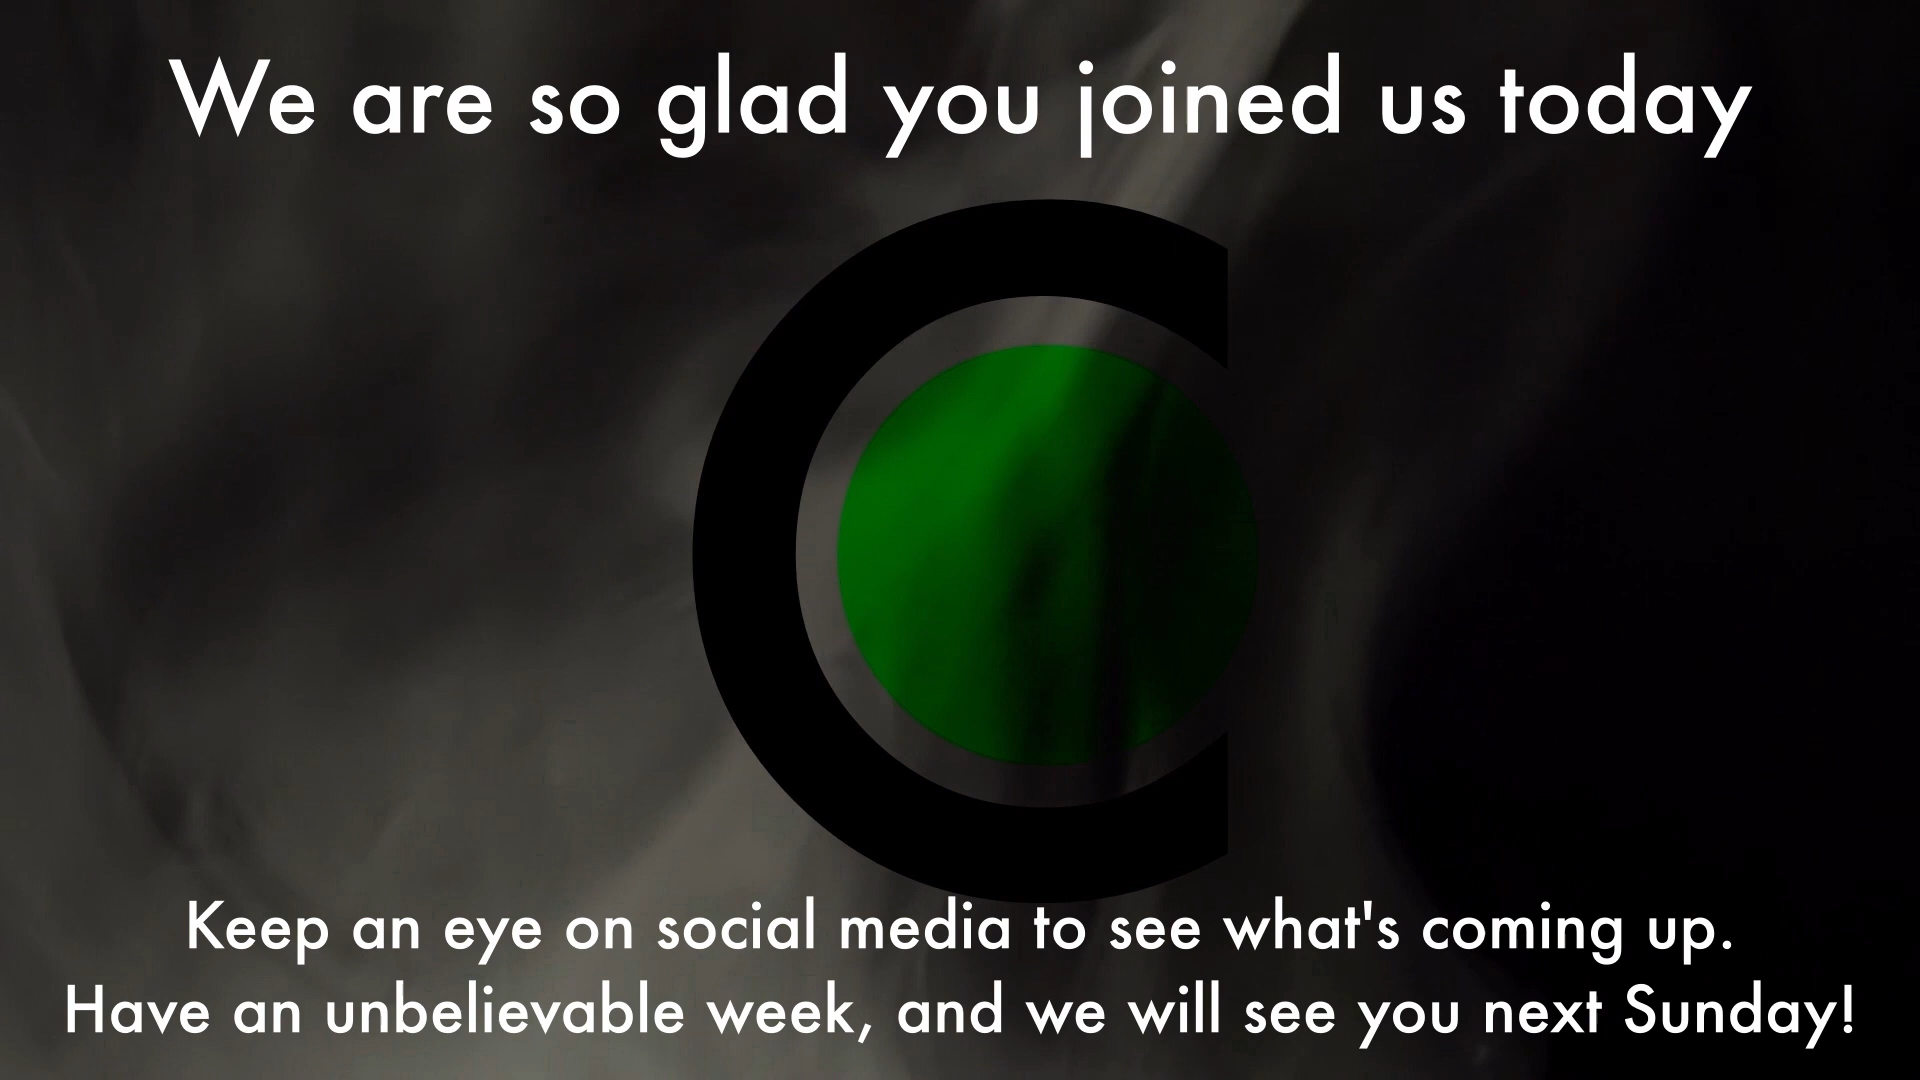 We are so glad you joined us today
C
Keep an eye on social media to see what's coming up.
Have an unbelievable week, and we will see you next Sunday!